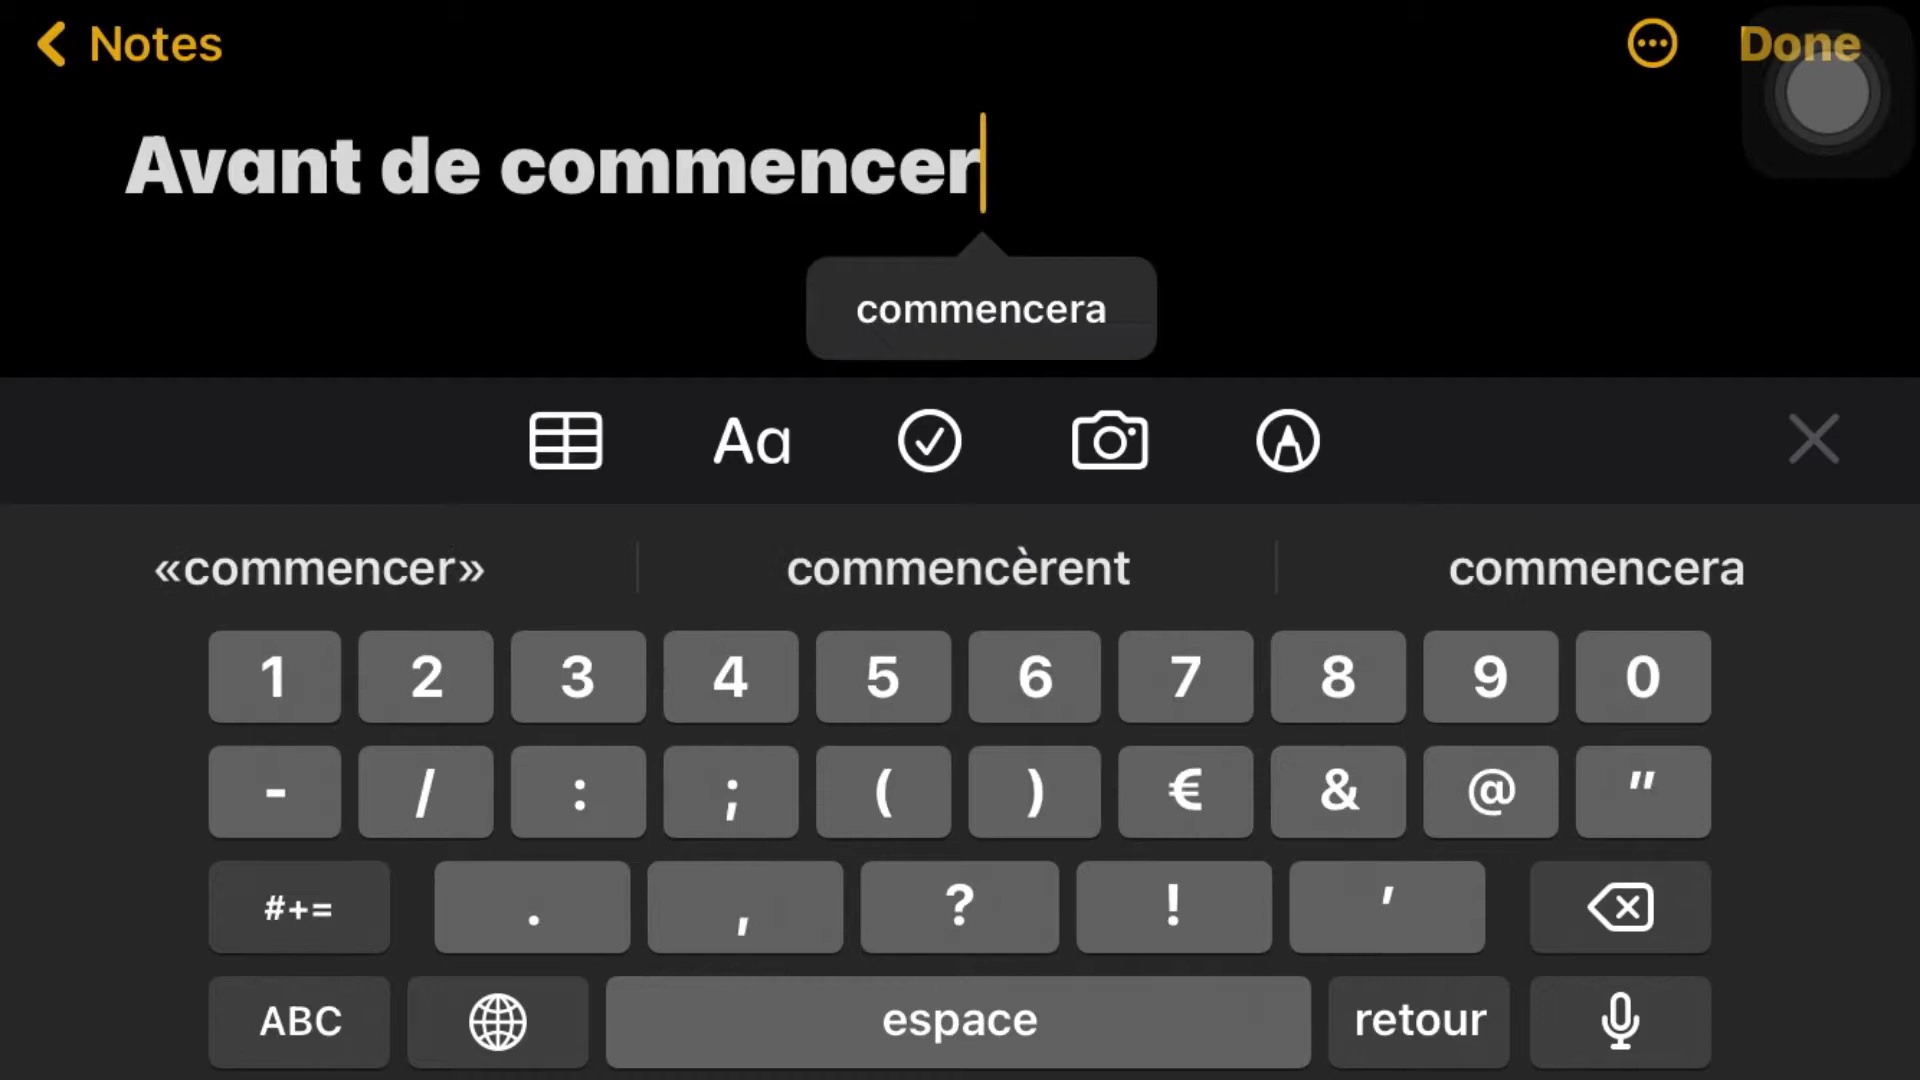 Notes
Done
Avant de commencer
commencera
Aa
«commencer» commencèrent commencera
1 2 3 4 5 6 7 8 9 0
- / : ; ( ) € & @ "
#+= . , ? ! '
ABC espace retour